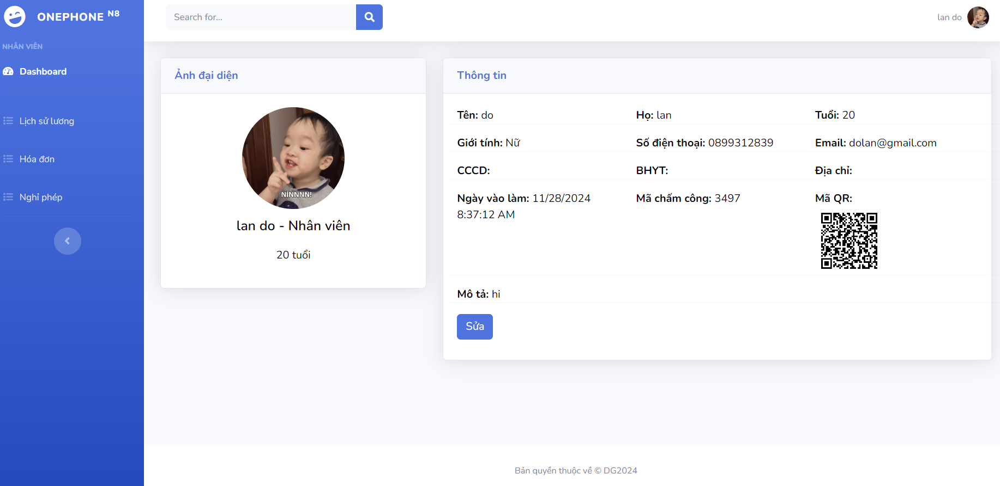 ONEPHONE N8
Search for...
lan do
NHÂN VIÊN
Dashboard
Lịch sử lương
Hóa đơn
Nghỉ phép
Ảnh đại diện
NÍNNNN!
lan do - Nhân viên
20 tuổi
Thông tin
Tên: do
Họ: lan
Tuổi: 20
Giới tính: Nữ
Số điện thoại: 0899312839
Email: dolan@gmail.com
CCCD:
BHYT:
Địa chỉ:
Ngày vào làm: 11/28/2024
8:37:12 AM
Mã chấm công: 3497
Mã QR:
Mô tả: hi
Sửa
Bản quyền thuộc về © DG2024